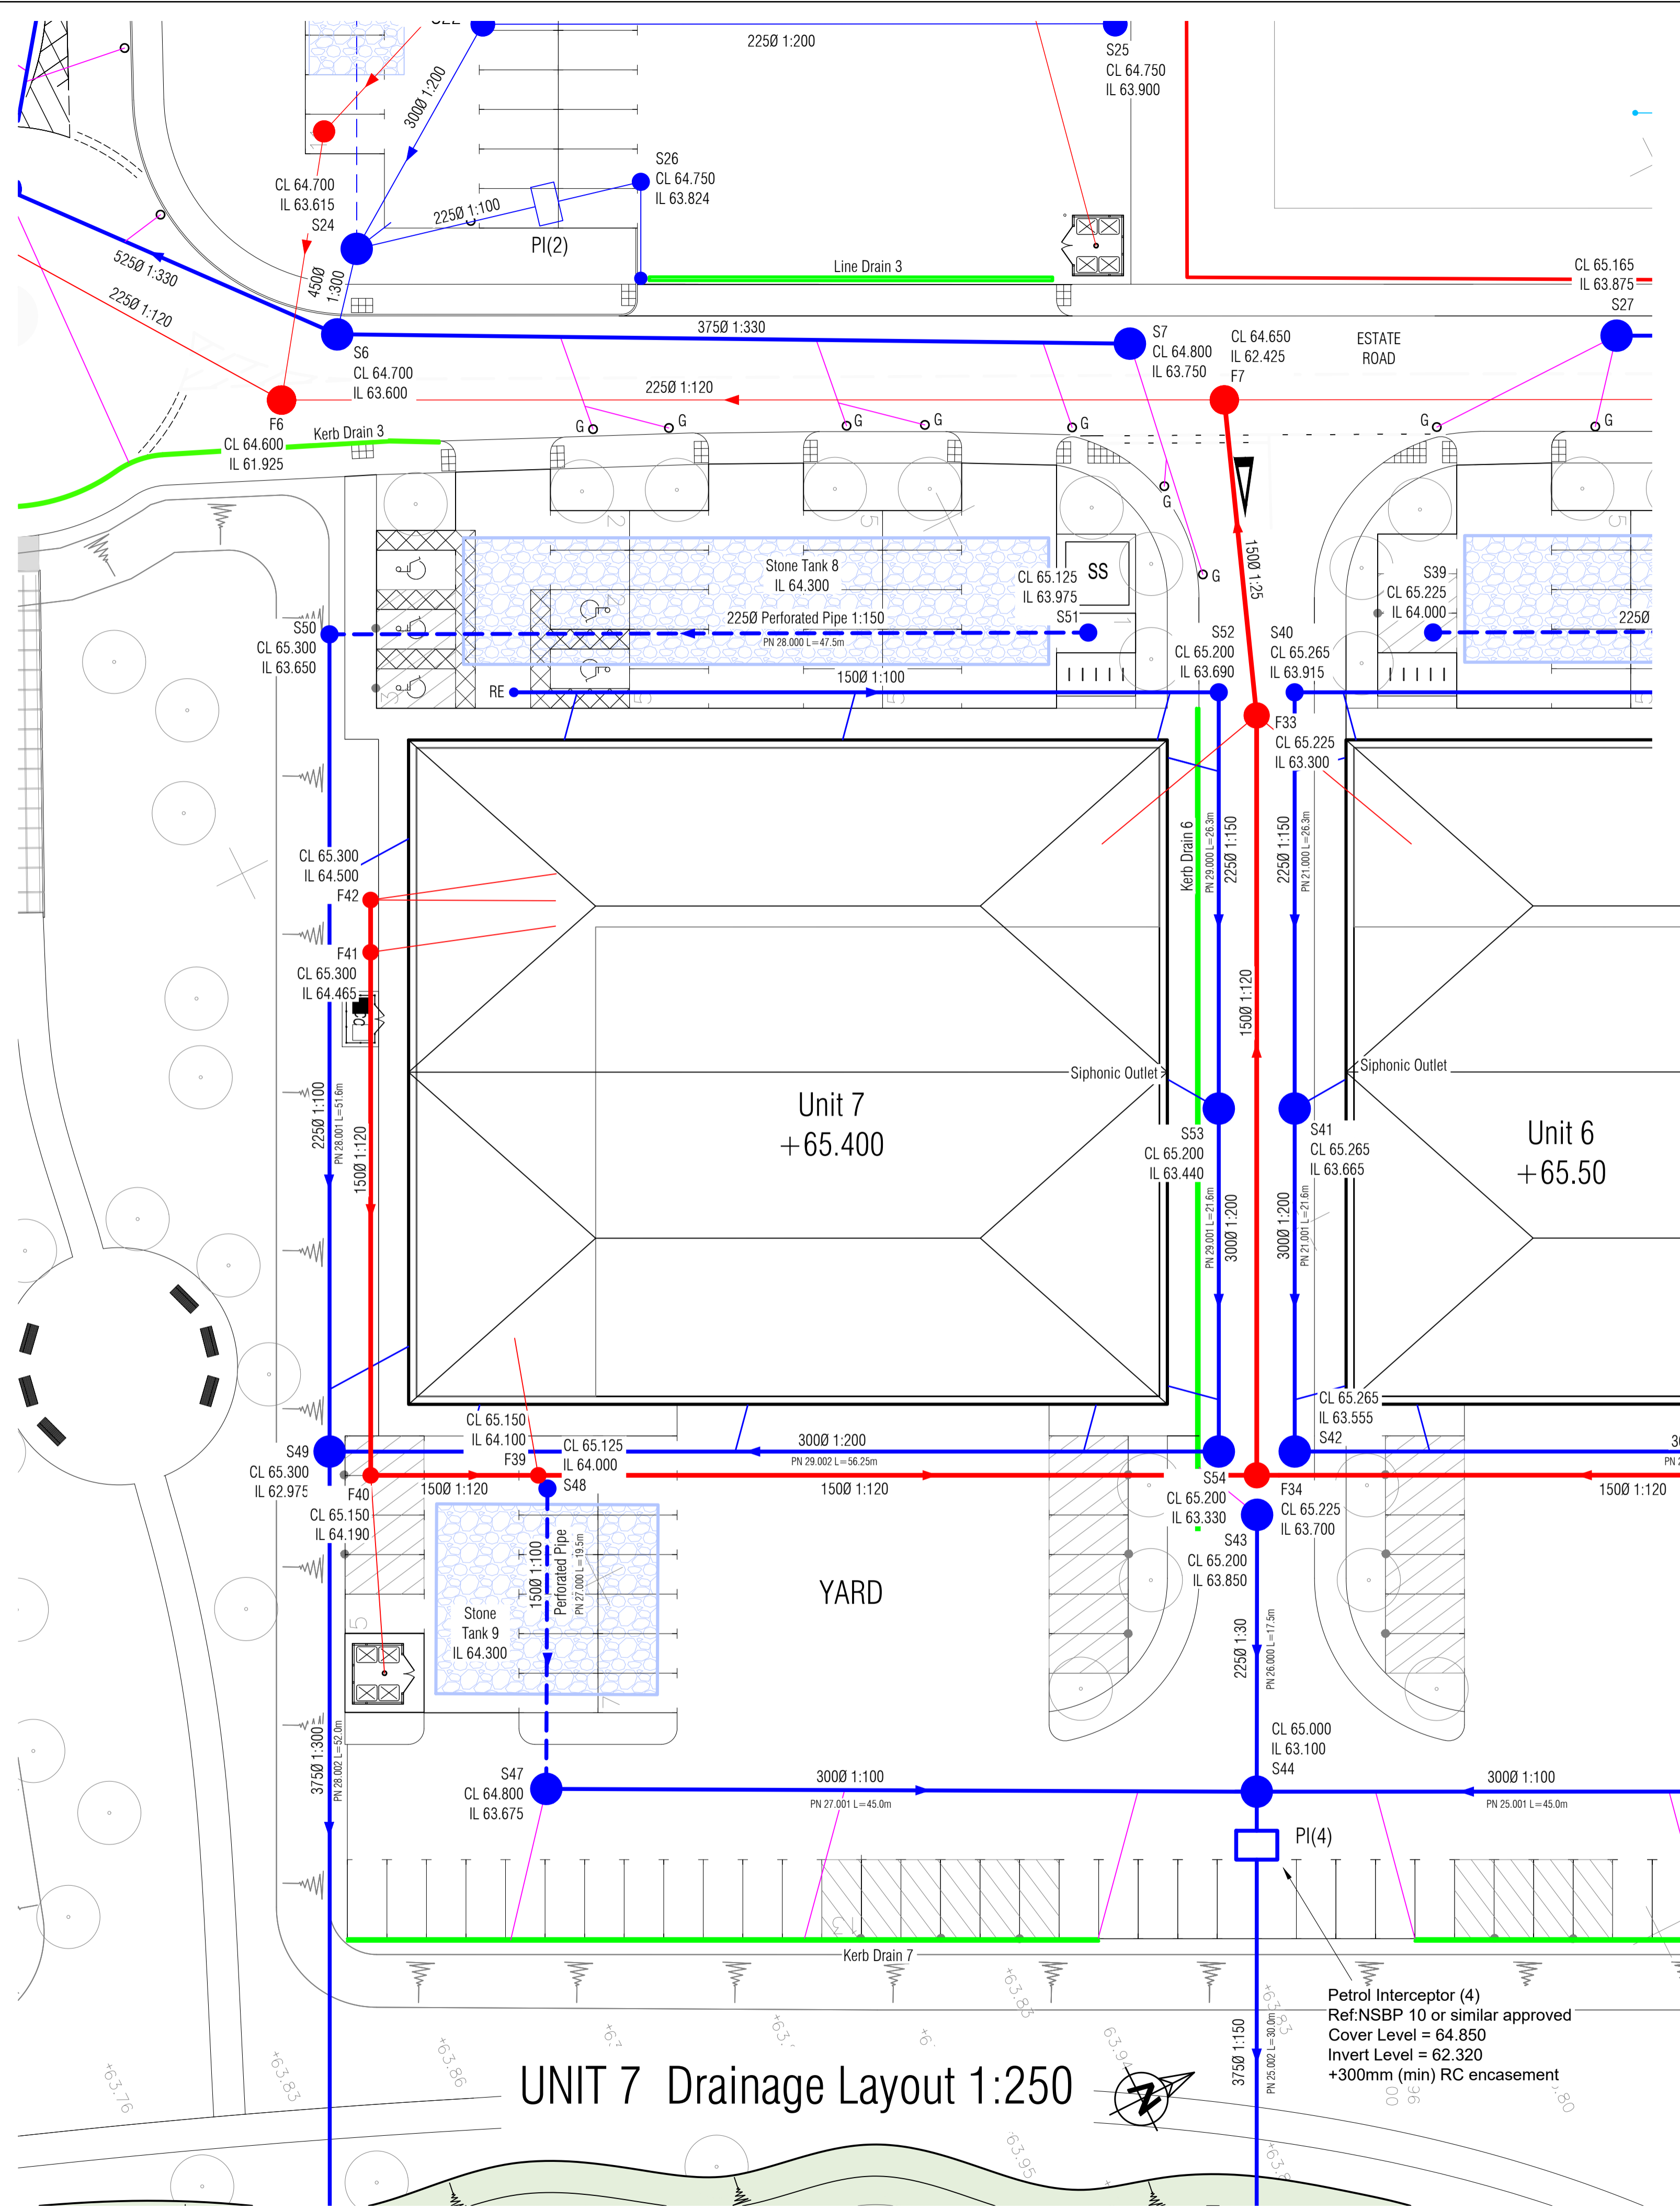 225Ø 1:200
S25
CL 64.750
IL 63.900
300Ø 1:200
S26
CL 64.750
IL 63.824
CL 64.700
IL 63.615
S24
225Ø 1:100
PI(2)
Line Drain 3
CL 65.165
IL 63.875
S27
525Ø 1:330
450Ø
1:300
225Ø 1:120
375Ø 1:330
S6
CL 64.700
IL 63.600
S7
CL 64.800
IL 63.750
CL 64.650
IL 62.425
F7
ESTATE
ROAD
225Ø 1:120
F6
CL 64.600
IL 61.925
Kerb Drain 3
G
G
G
G
G
G
G
G
G
2
5
5
150Ø 1:25
Stone Tank 8
IL 64.300
CL 65.125
IL 63.975
S51
SS
S39
CL 65.225
IL 64.000
2
1
225Ø Perforated Pipe 1:150
PN 28.000 L=47.5m
225Ø
S50
CL 65.300
IL 63.650
S52
CL 65.200
IL 63.690
S40
CL 65.265
IL 63.915
RE
150Ø 1:100
3
5
5
5
F33
CL 65.225
IL 63.300
Kerb Drain 6
PN 29.000 L=26.3m
225Ø 1:150
225Ø 1:150
PN 21.000 L=26.3m
CL 65.300
IL 64.500
F42
F41
CL 65.300
IL 64.465
150Ø 1:120
225Ø 1:100
PN 28.001 L=51.6m
150Ø 1:120
Siphonic Outlet
Siphonic Outlet
Unit 7
+65.400
S53
CL 65.200
IL 63.440
S41
CL 65.265
IL 63.665
Unit 6
+65.50
PN 29.001 L=21.6m
300Ø 1:200
300Ø 1:200
PN 21.001 L=21.6m
CL 65.150
IL 64.100
F39
CL 65.125
IL 64.000
S48
300Ø 1:200
PN 29.002 L=56.25m
CL 65.265
IL 63.555
S42
S49
CL 65.300
IL 62.975
F40
CL 65.150
IL 64.190
150Ø 1:120
150Ø 1:120
S54
CL 65.200
IL 63.330
F34
CL 65.225
IL 63.700
150Ø 1:120
S43
CL 65.200
IL 63.850
150Ø 1:100
Perforated Pipe
PN 27.000 L=19.5m
Stone
Tank 9
IL 64.300
5
7
YARD
225Ø 1:30
PN 26.000 L=17.5m
375Ø 1:300
PN 28.002 L=52.0m
CL 65.000
IL 63.100
S44
S47
CL 64.800
IL 63.675
300Ø 1:100
PN 27.001 L=45.0m
300Ø 1:100
PN 25.001 L=45.0m
PI(4)
Kerb Drain 7
Petrol Interceptor (4)
Ref:NSBP 10 or similar approved
Cover Level = 64.850
Invert Level = 62.320
+300mm (min) RC encasement
375Ø 1:150
PN 25.002 L=30.0m
+63.76
+63.83
+63.86
+63.83
63.94
+63.95
UNIT 7 Drainage Layout 1:250
N